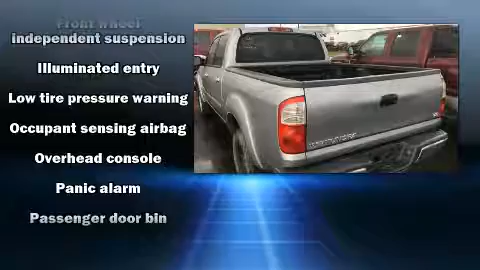 Front wheel
independent suspension
Illuminated entry
Low tire pressure warning
Occupant sensing airbag
Overhead console
Panic alarm
Passenger door bin